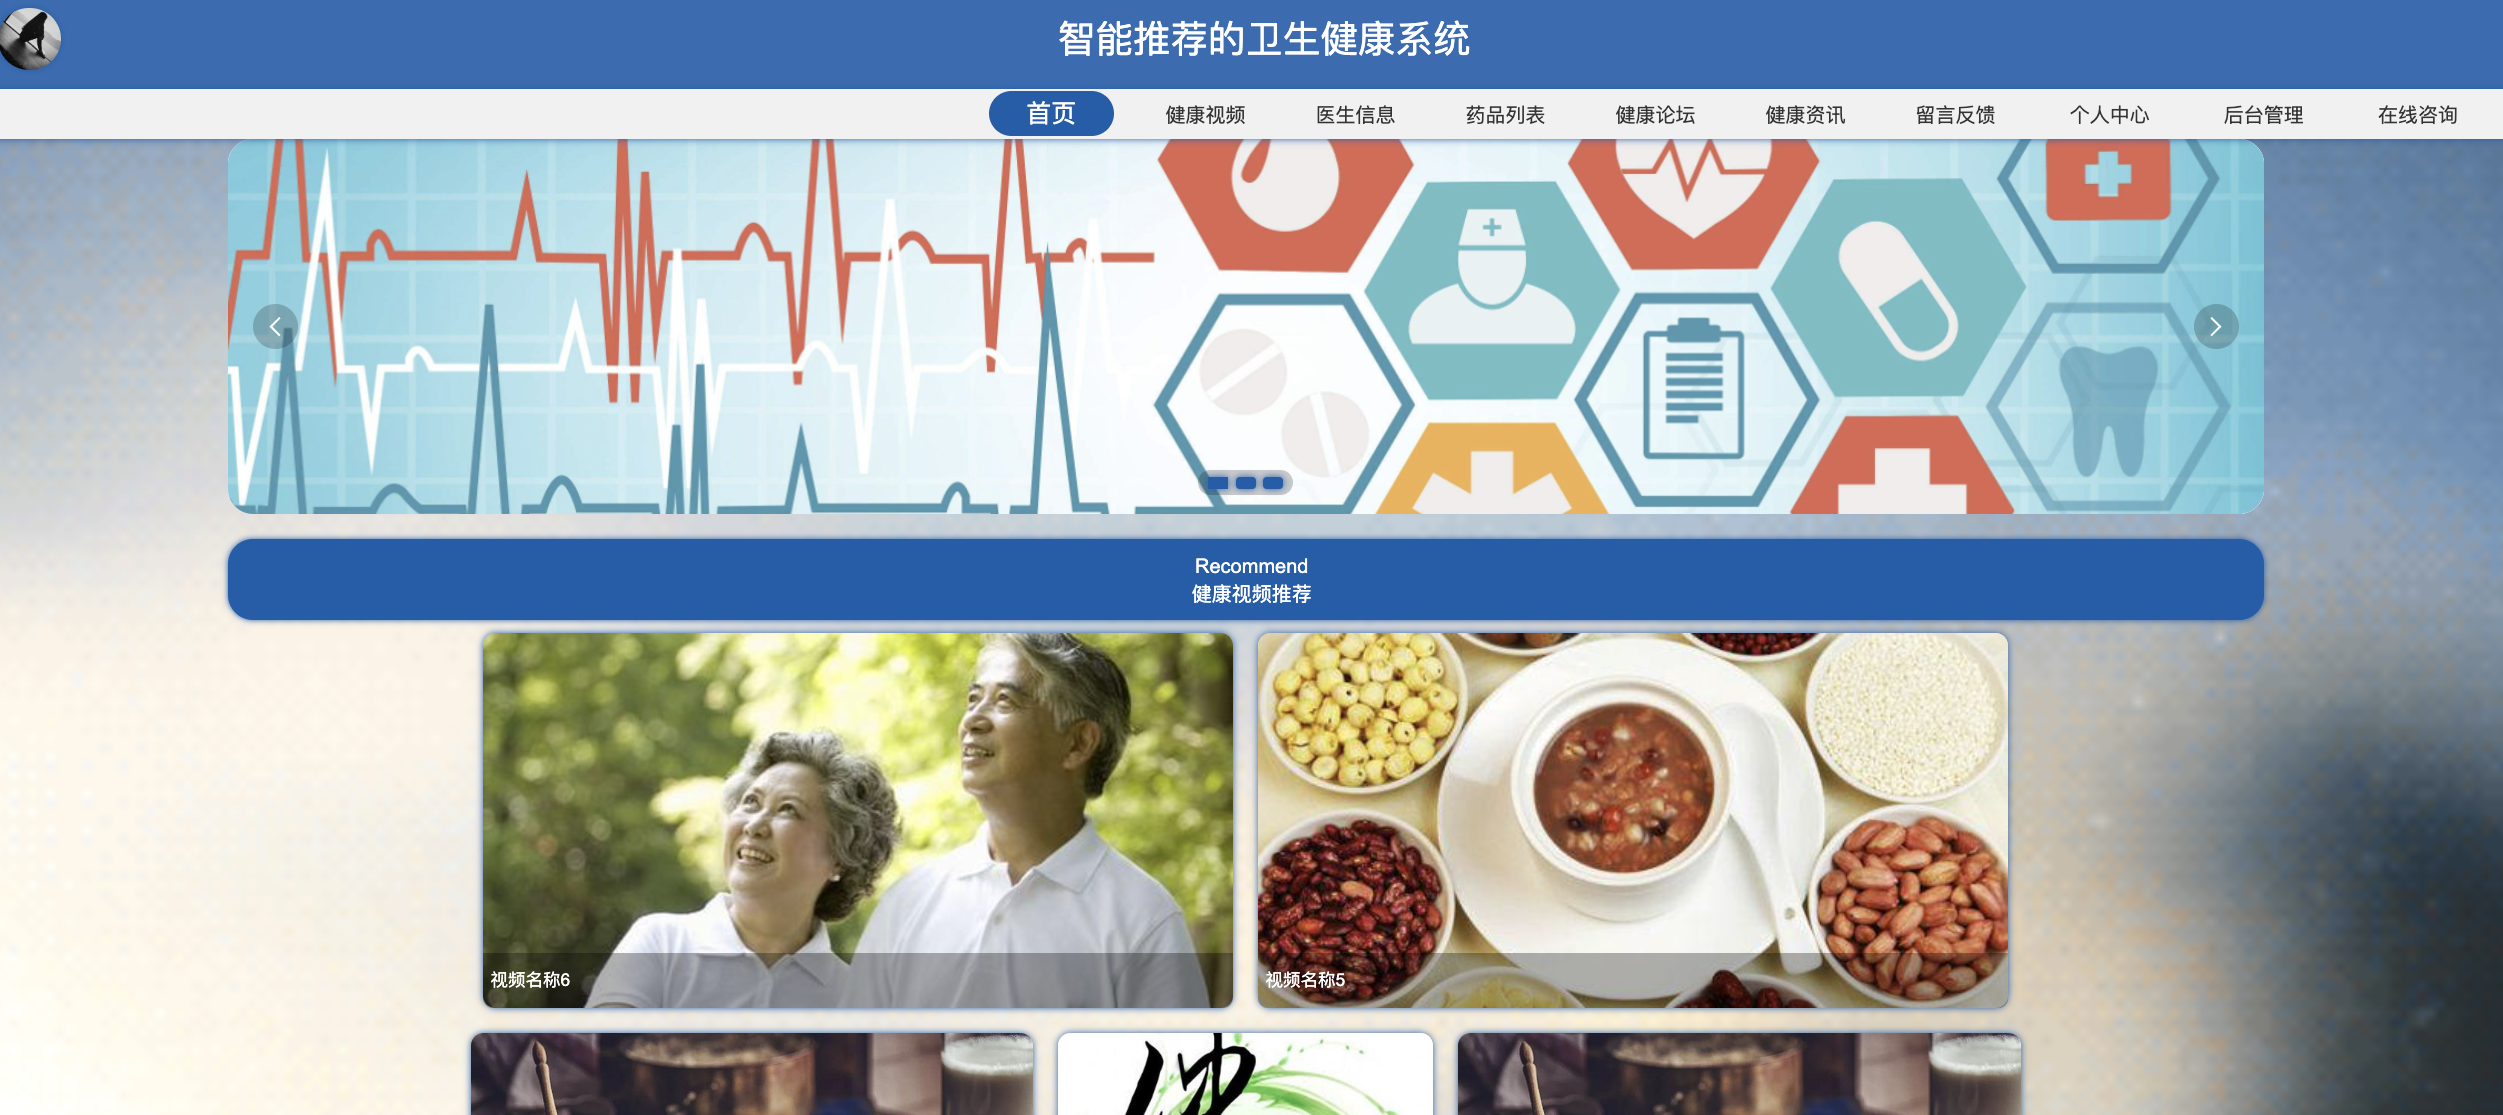 智能推荐的卫生健康系统
首页 健康视频 医生信息 药品列表 健康论坛 健康资讯 留言反馈 个人中心 后台管理 在线咨询
Recommend
健康视频推荐
视频名称6 视频名称5